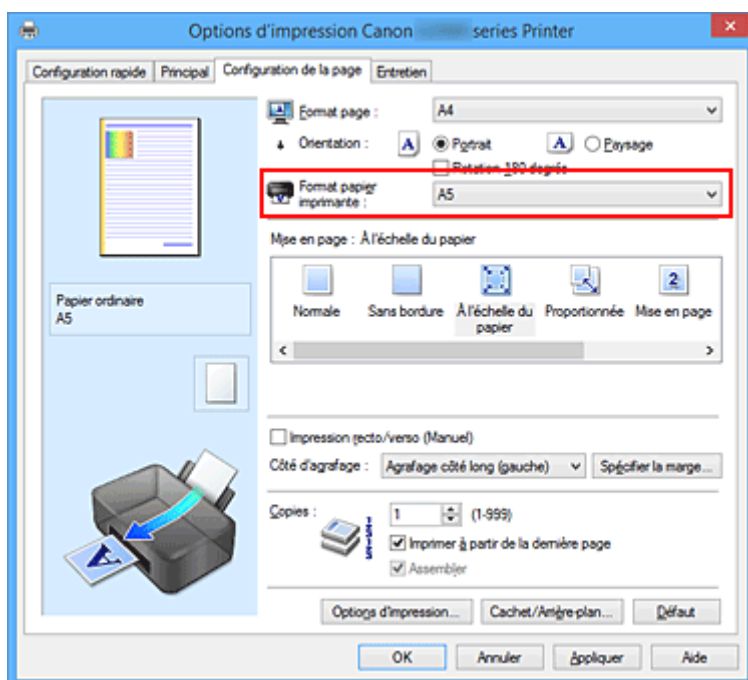 Options d'impression Canon series Printer
Configuration rapide Principal Configuration de la page Entretien
Format page : A4
Orientation : A Portrait A Paysage
Rotation 180 degrés
Format papier imprimante : A5
Mise en page : À l'échelle du papier
Normale Sans bordure À l'échelle du papier Proportionnée Mise en page
Papier ordinaire
A5
Impression recto/verso (Manuel)
Côté d'agrafage : Agrafage côté long (gauche) Spécifier la marge...
Copies : 1 (1-999)
Imprimer à partir de la dernière page
Assembler
Options d'impression... Cachet/Arrière-plan... Défaut
OK Annuler Appliquer Aide